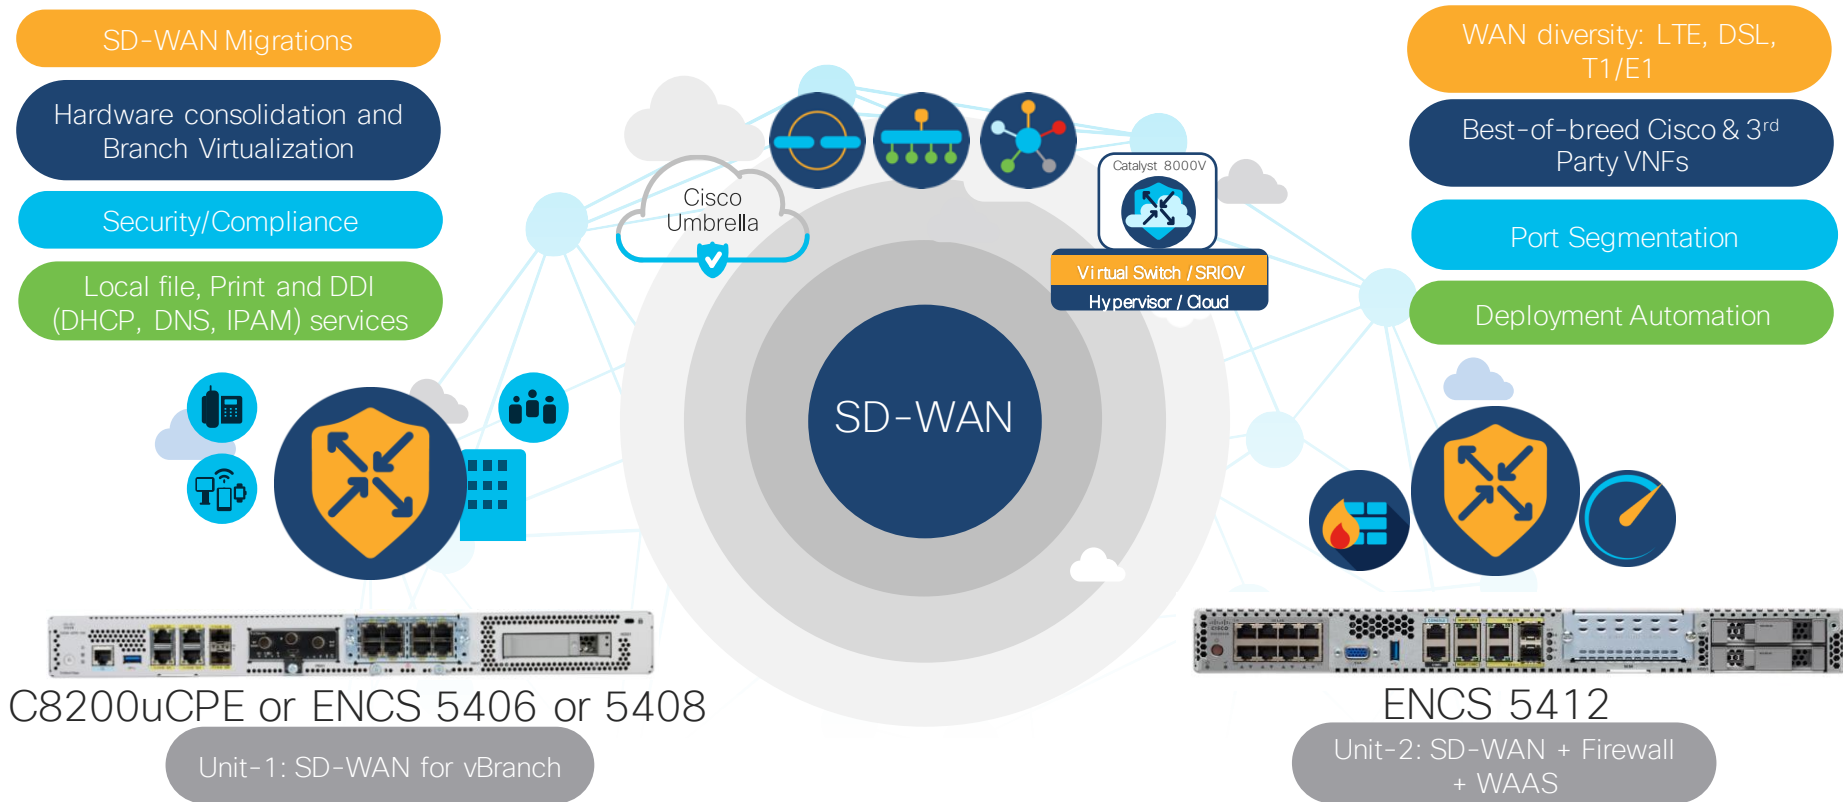 SD-WAN Migrations
Hardware consolidation and
Branch Virtualization
Security/Compliance
Local file, Print and DDI
(DHCP, DNS, IPAM) services
Cisco
Umbrella
Catalyst 8000V
Virtual Switch / SRIOV
Hypervisor / Cloud
WAN diversity: LTE, DSL,
T1/E1
Best-of-breed Cisco & 3rd
Party VNFs
Port Segmentation
Deployment Automation
SD-WAN
C8200uCPE or ENCS 5406 or 5408
Unit-1: SD-WAN for vBranch
CISCO
ENCS 5412
Unit-2: SD-WAN + Firewall
+ WAAS